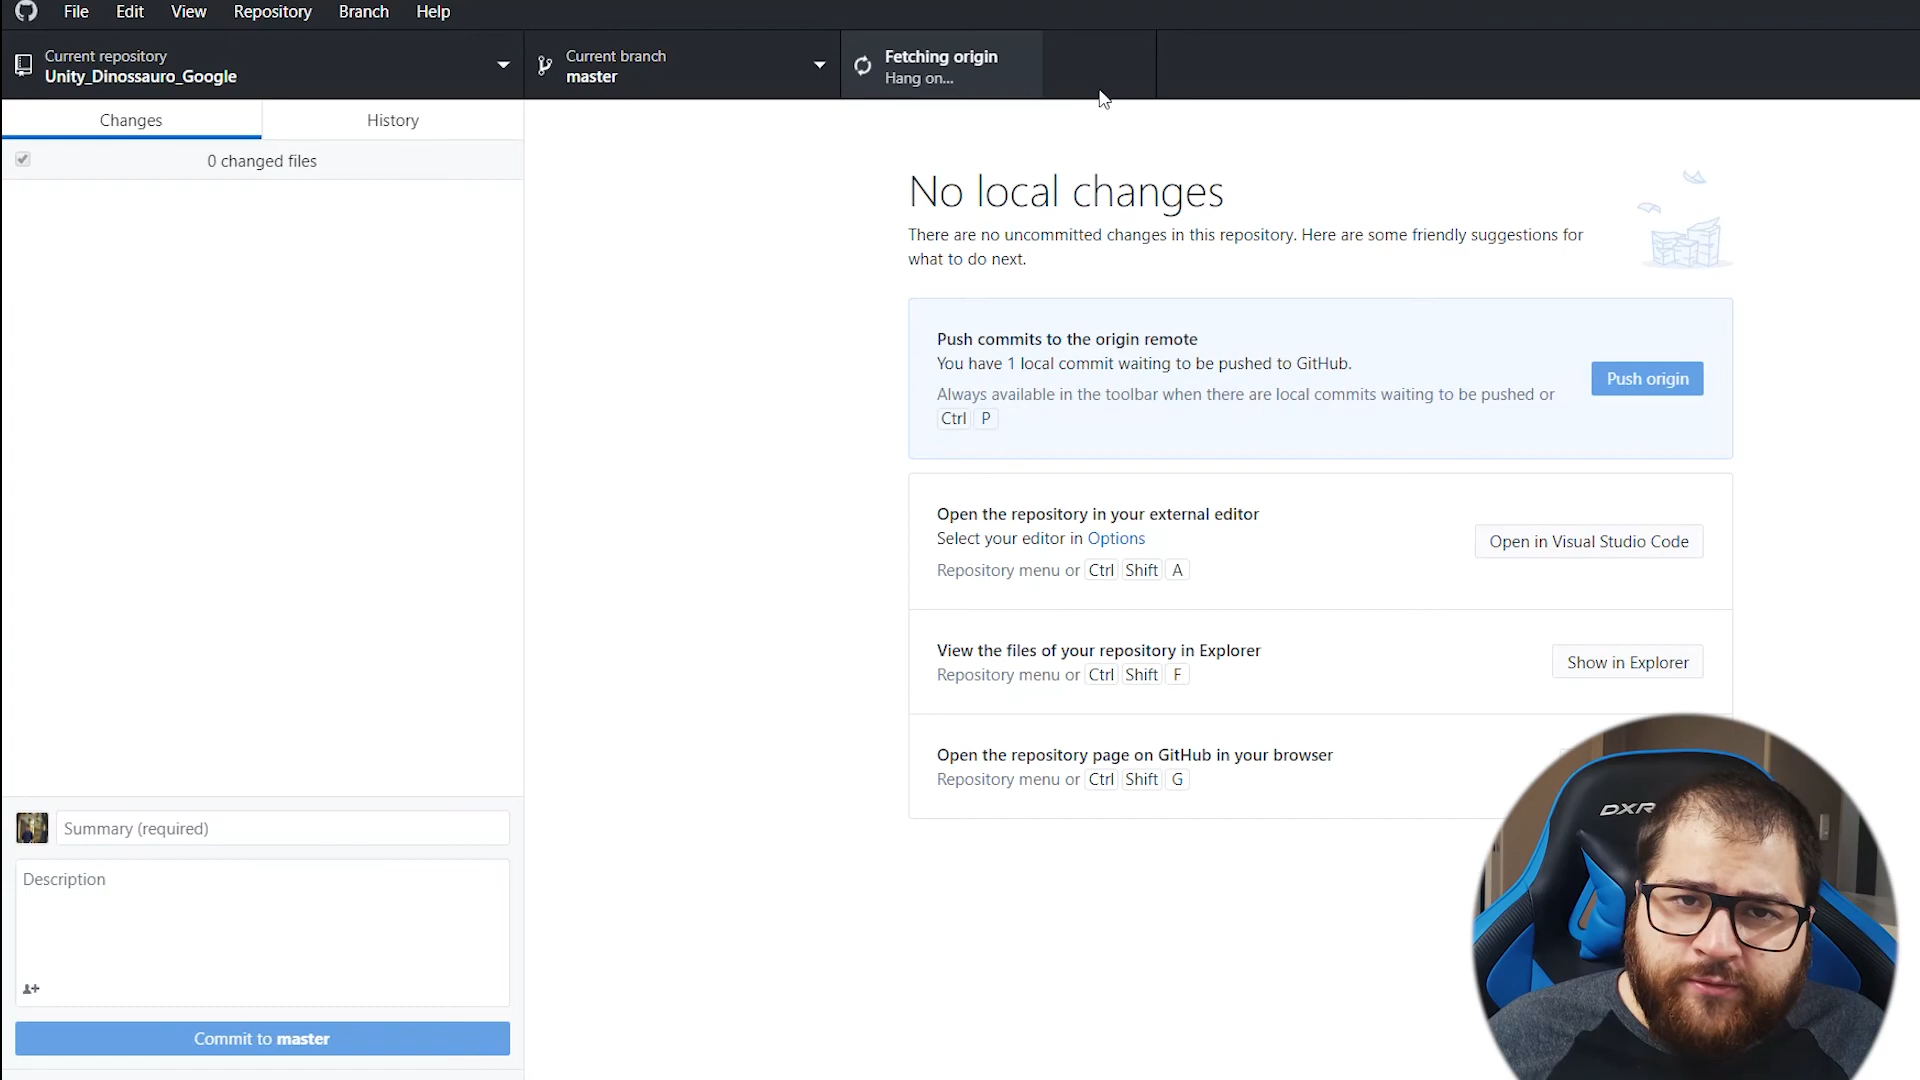 File Edit View Repository Branch Help
Current repository
Unity_Dinossauro_Google
Current branch
master
Fetching origin
Hang on...
Changes
History
0 changed files
No local changes
There are no uncommitted changes in this repository. Here are some friendly suggestions for
what to do next.
Push commits to the origin remote
You have 1 local commit waiting to be pushed to GitHub.
Always available in the toolbar when there are local commits waiting to be pushed or
Ctrl P
Push origin
Open the repository in your external editor
Select your editor in Options
Repository menu or Ctrl Shift A
Open in Visual Studio Code
View the files of your repository in Explorer
Repository menu or Ctrl Shift F
Show in Explorer
Open the repository page on GitHub in your browser
Repository menu or Ctrl Shift G
Summary (required)
Description
Commit to master
DXR